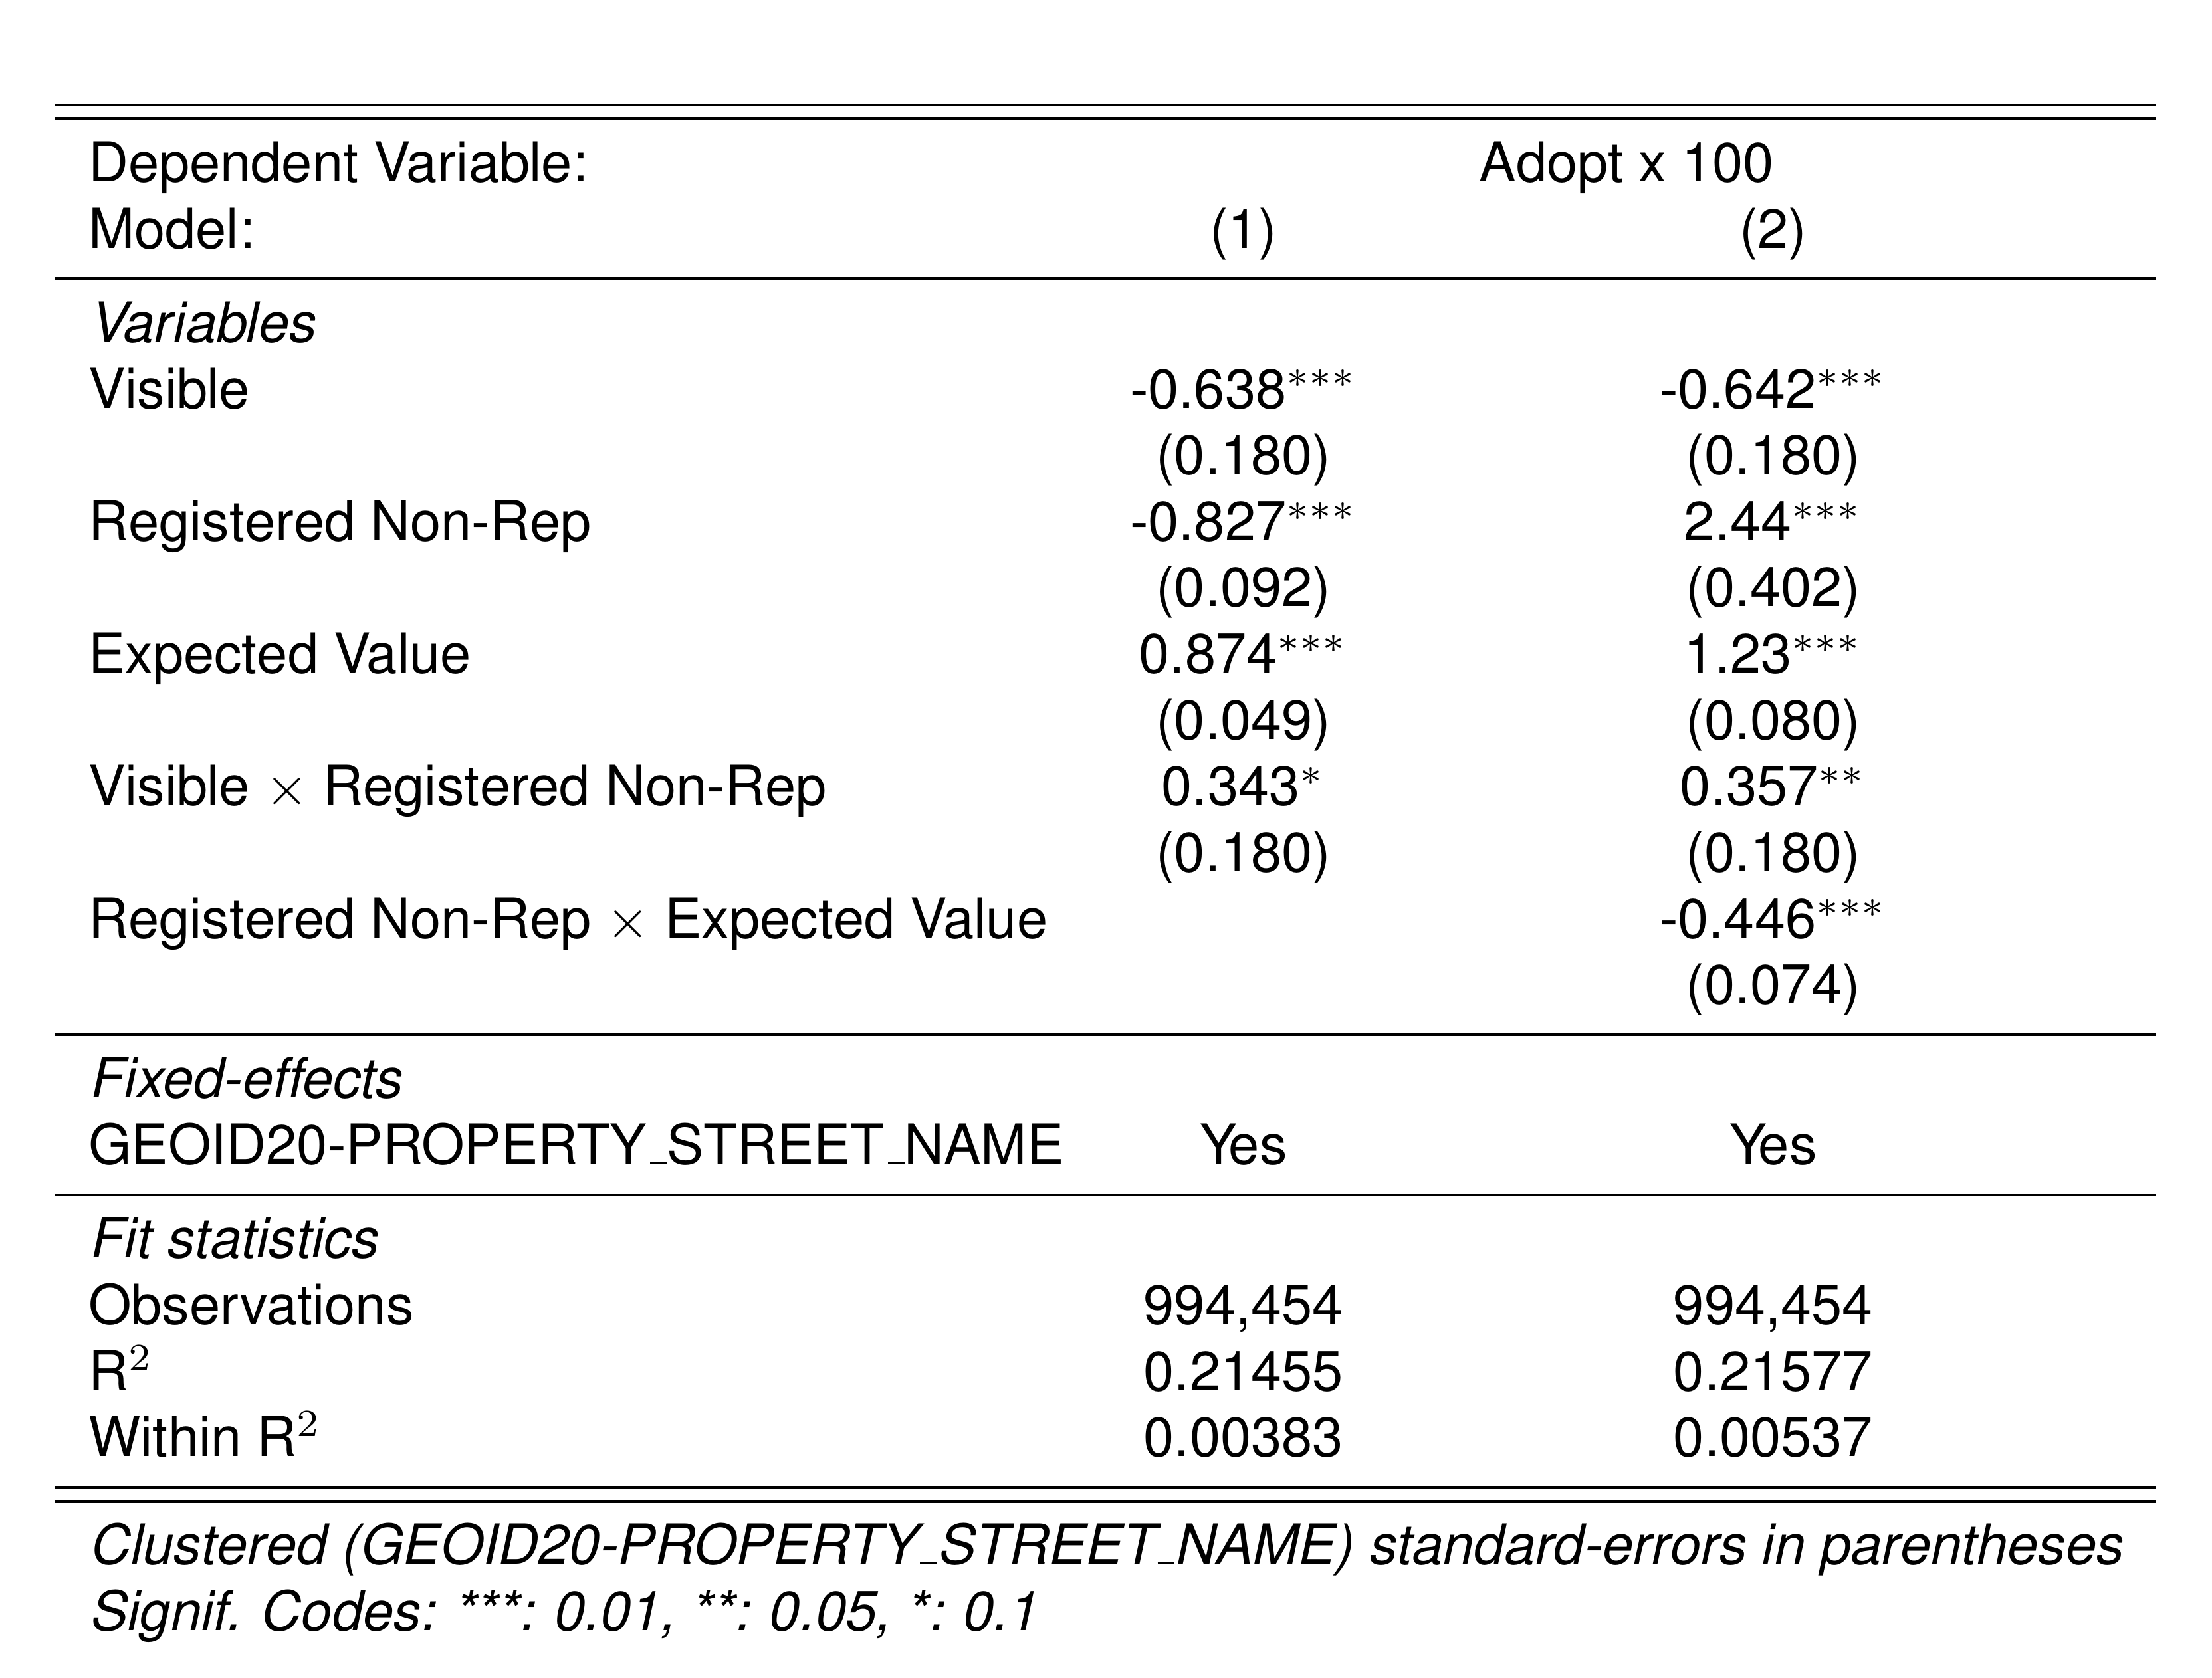 Dependent Variable: Adopt x 100
Model: (1) (2)
Variables
Visible -0.638*** -0.642***
(0.180) (0.180)
Registered Non-Rep -0.827*** 2.44***
(0.092) (0.402)
Expected Value 0.874*** 1.23***
(0.049) (0.080)
Visible × Registered Non-Rep 0.343* 0.357**
(0.180) (0.180)
Registered Non-Rep × Expected Value -0.446***
(0.074)
Fixed-effects
GEOID20-PROPERTY_STREET_NAME Yes Yes
Fit statistics
Observations 994,454 994,454
R² 0.21455 0.21577
Within R² 0.00383 0.00537
Clustered (GEOID20-PROPERTY_STREET_NAME) standard-errors in parentheses
Signif. Codes: ***: 0.01, **: 0.05, *: 0.1